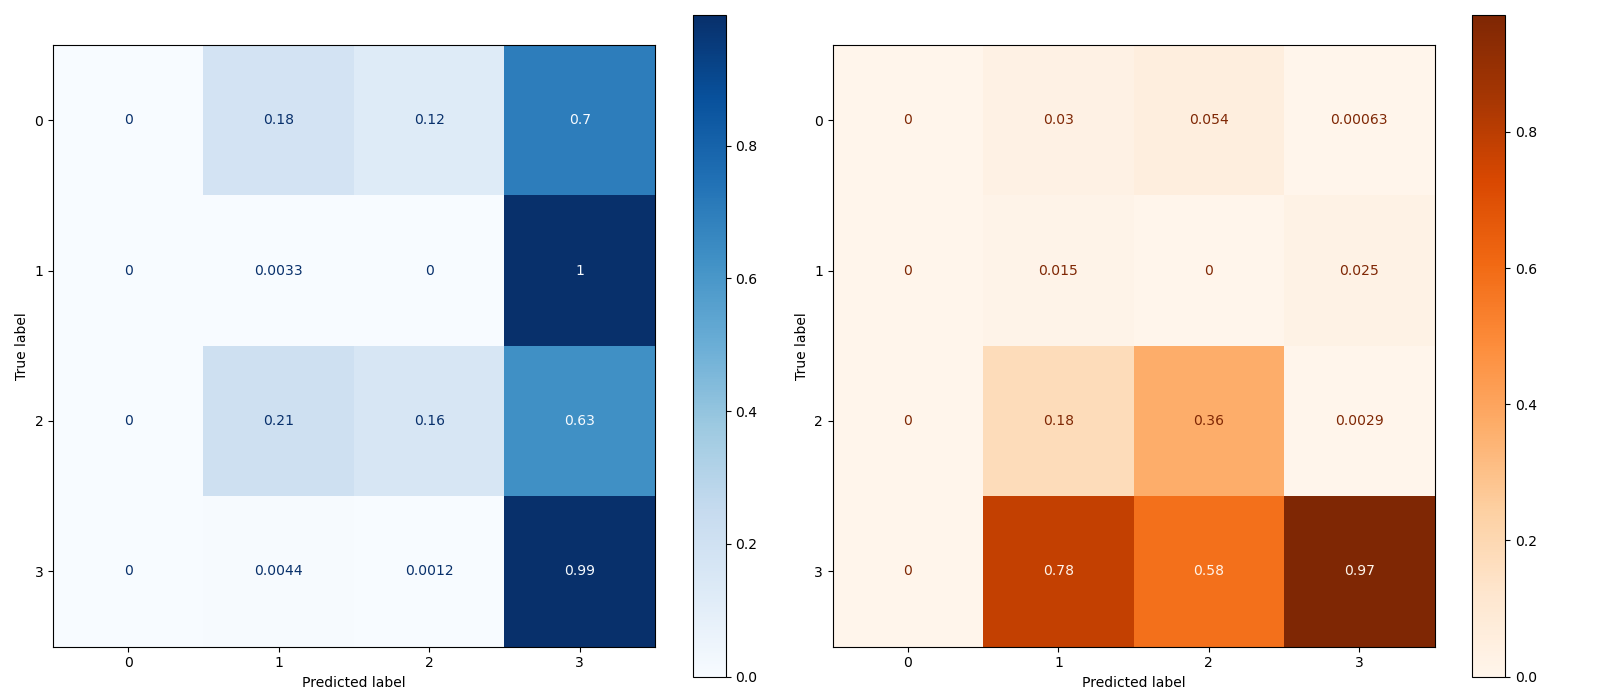 0 0.18 0.12 0.7
1 0 0.0033 0 1
2 0 0.21 0.16 0.63
3 0 0.0044 0.0012 0.99
0 1 2 3
True label
Predicted label
0.8
0.6
0.4
0.2
0.0
0 0 0.03 0.054 0.00063
1 0 0.015 0 0.025
2 0 0.18 0.36 0.0029
3 0 0.78 0.58 0.97
0 1 2 3
True label
Predicted label
0.8
0.6
0.4
0.2
0.0